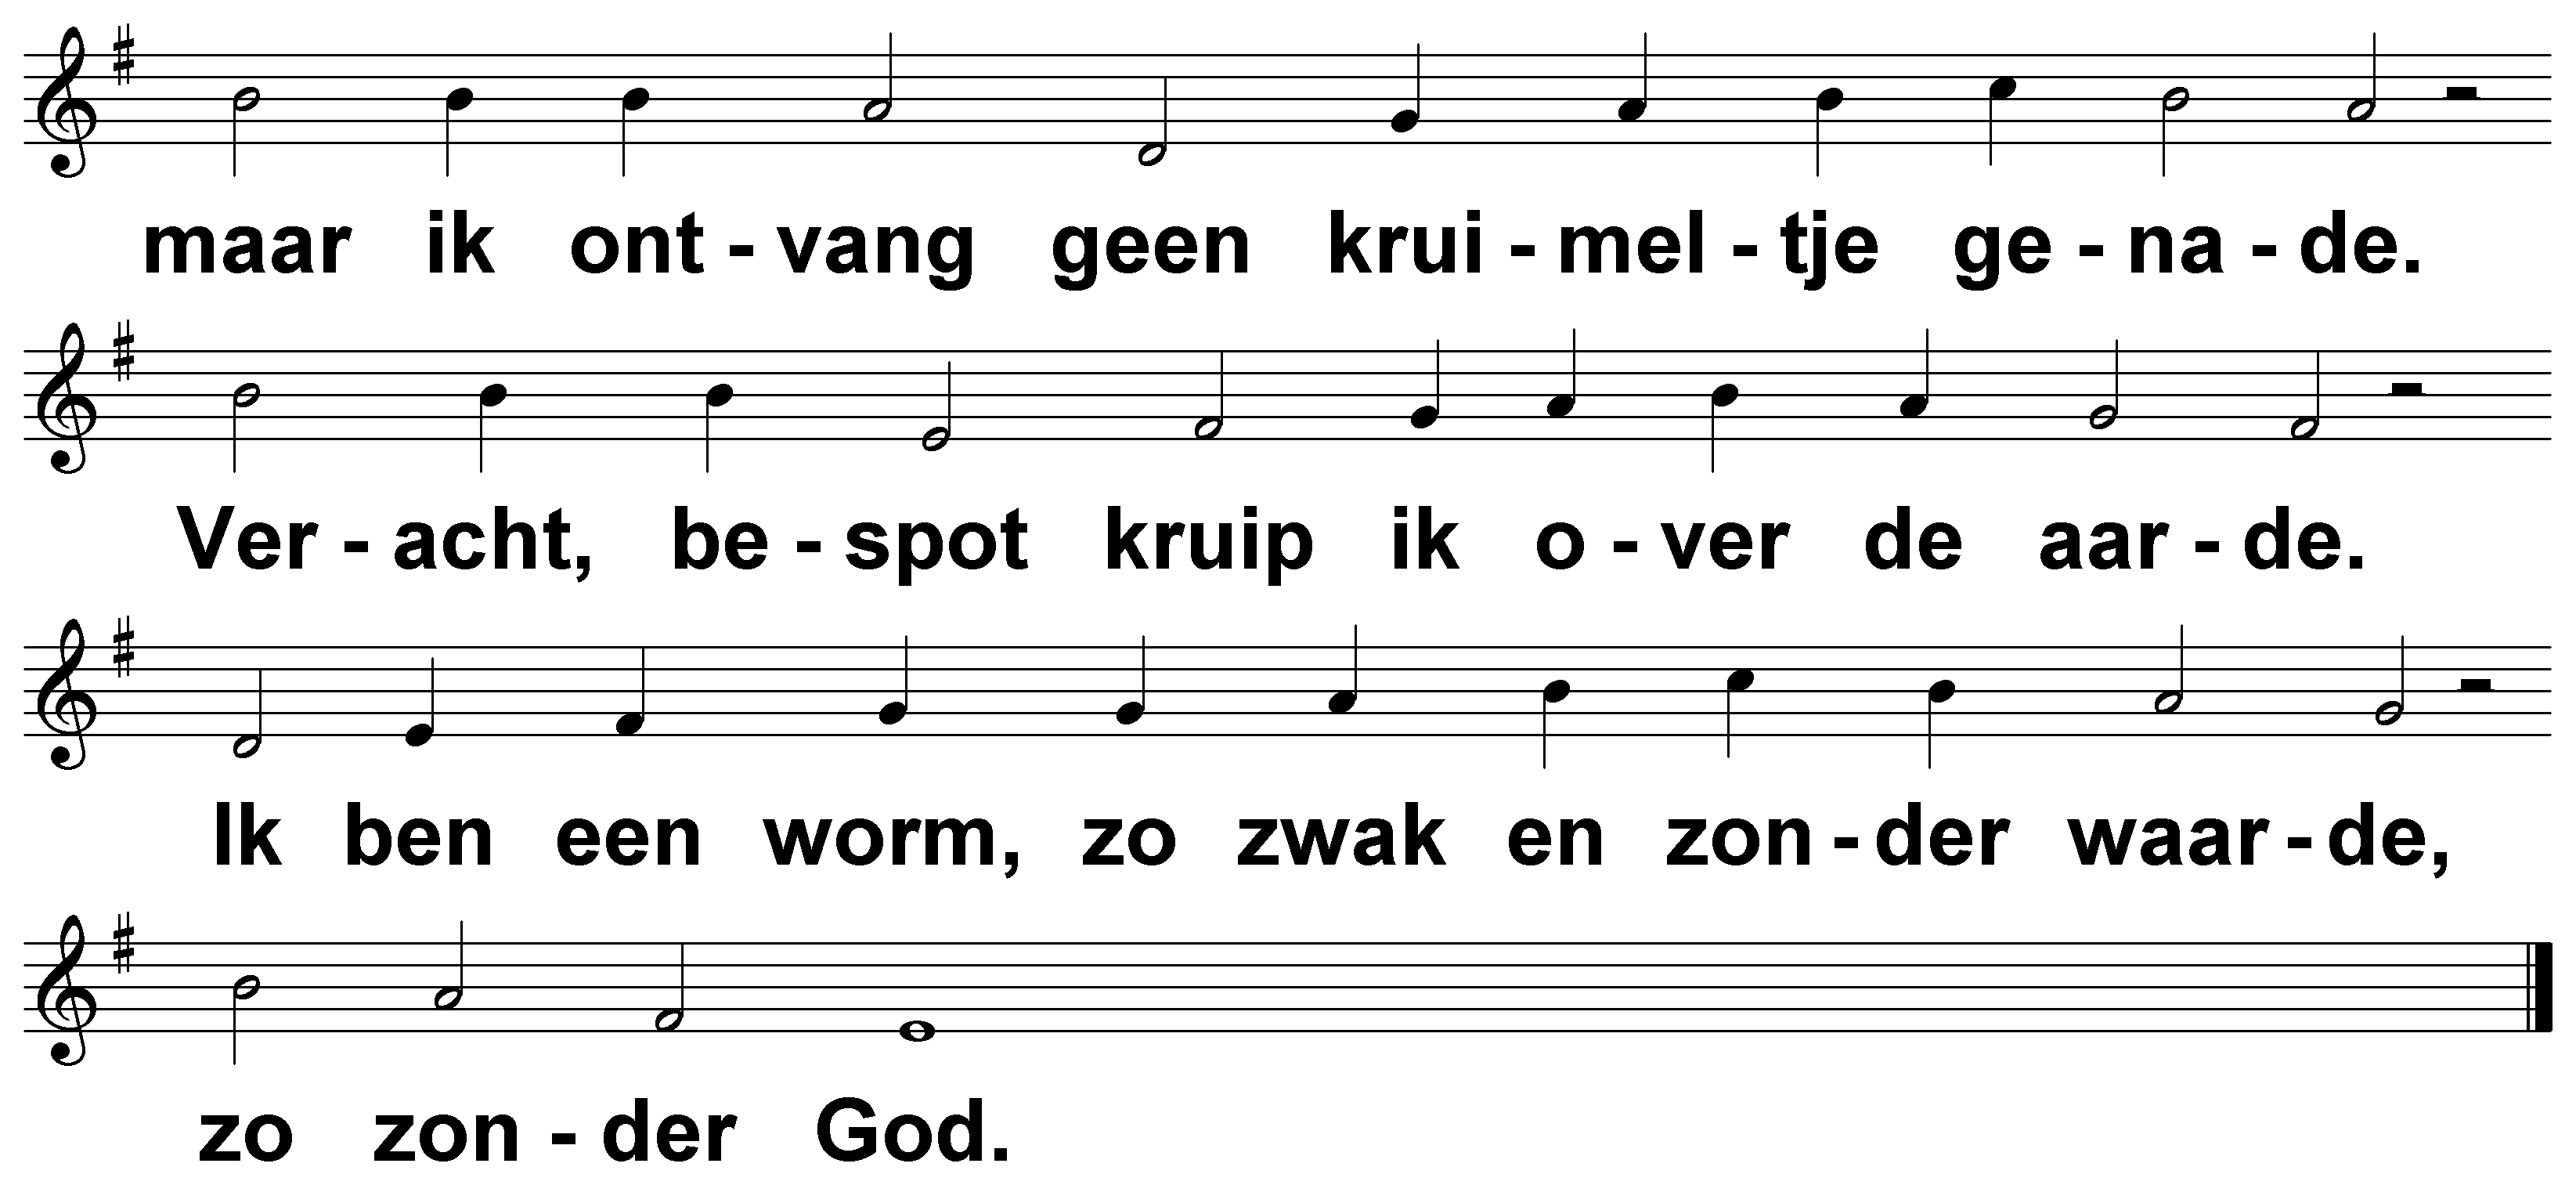 maar ik ont - vang geen krui - mel - tje ge - na - de.
Ver - acht, be - spot kruip ik o - ver de aar - de.
Ik ben een worm, zo zwak en zon - der waar - de,
zo zon - der God.